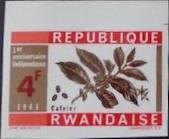 REPUBLIQUE
1er
anniversaire
Indépendance
4F
1963
Caféier
RWANDAISE